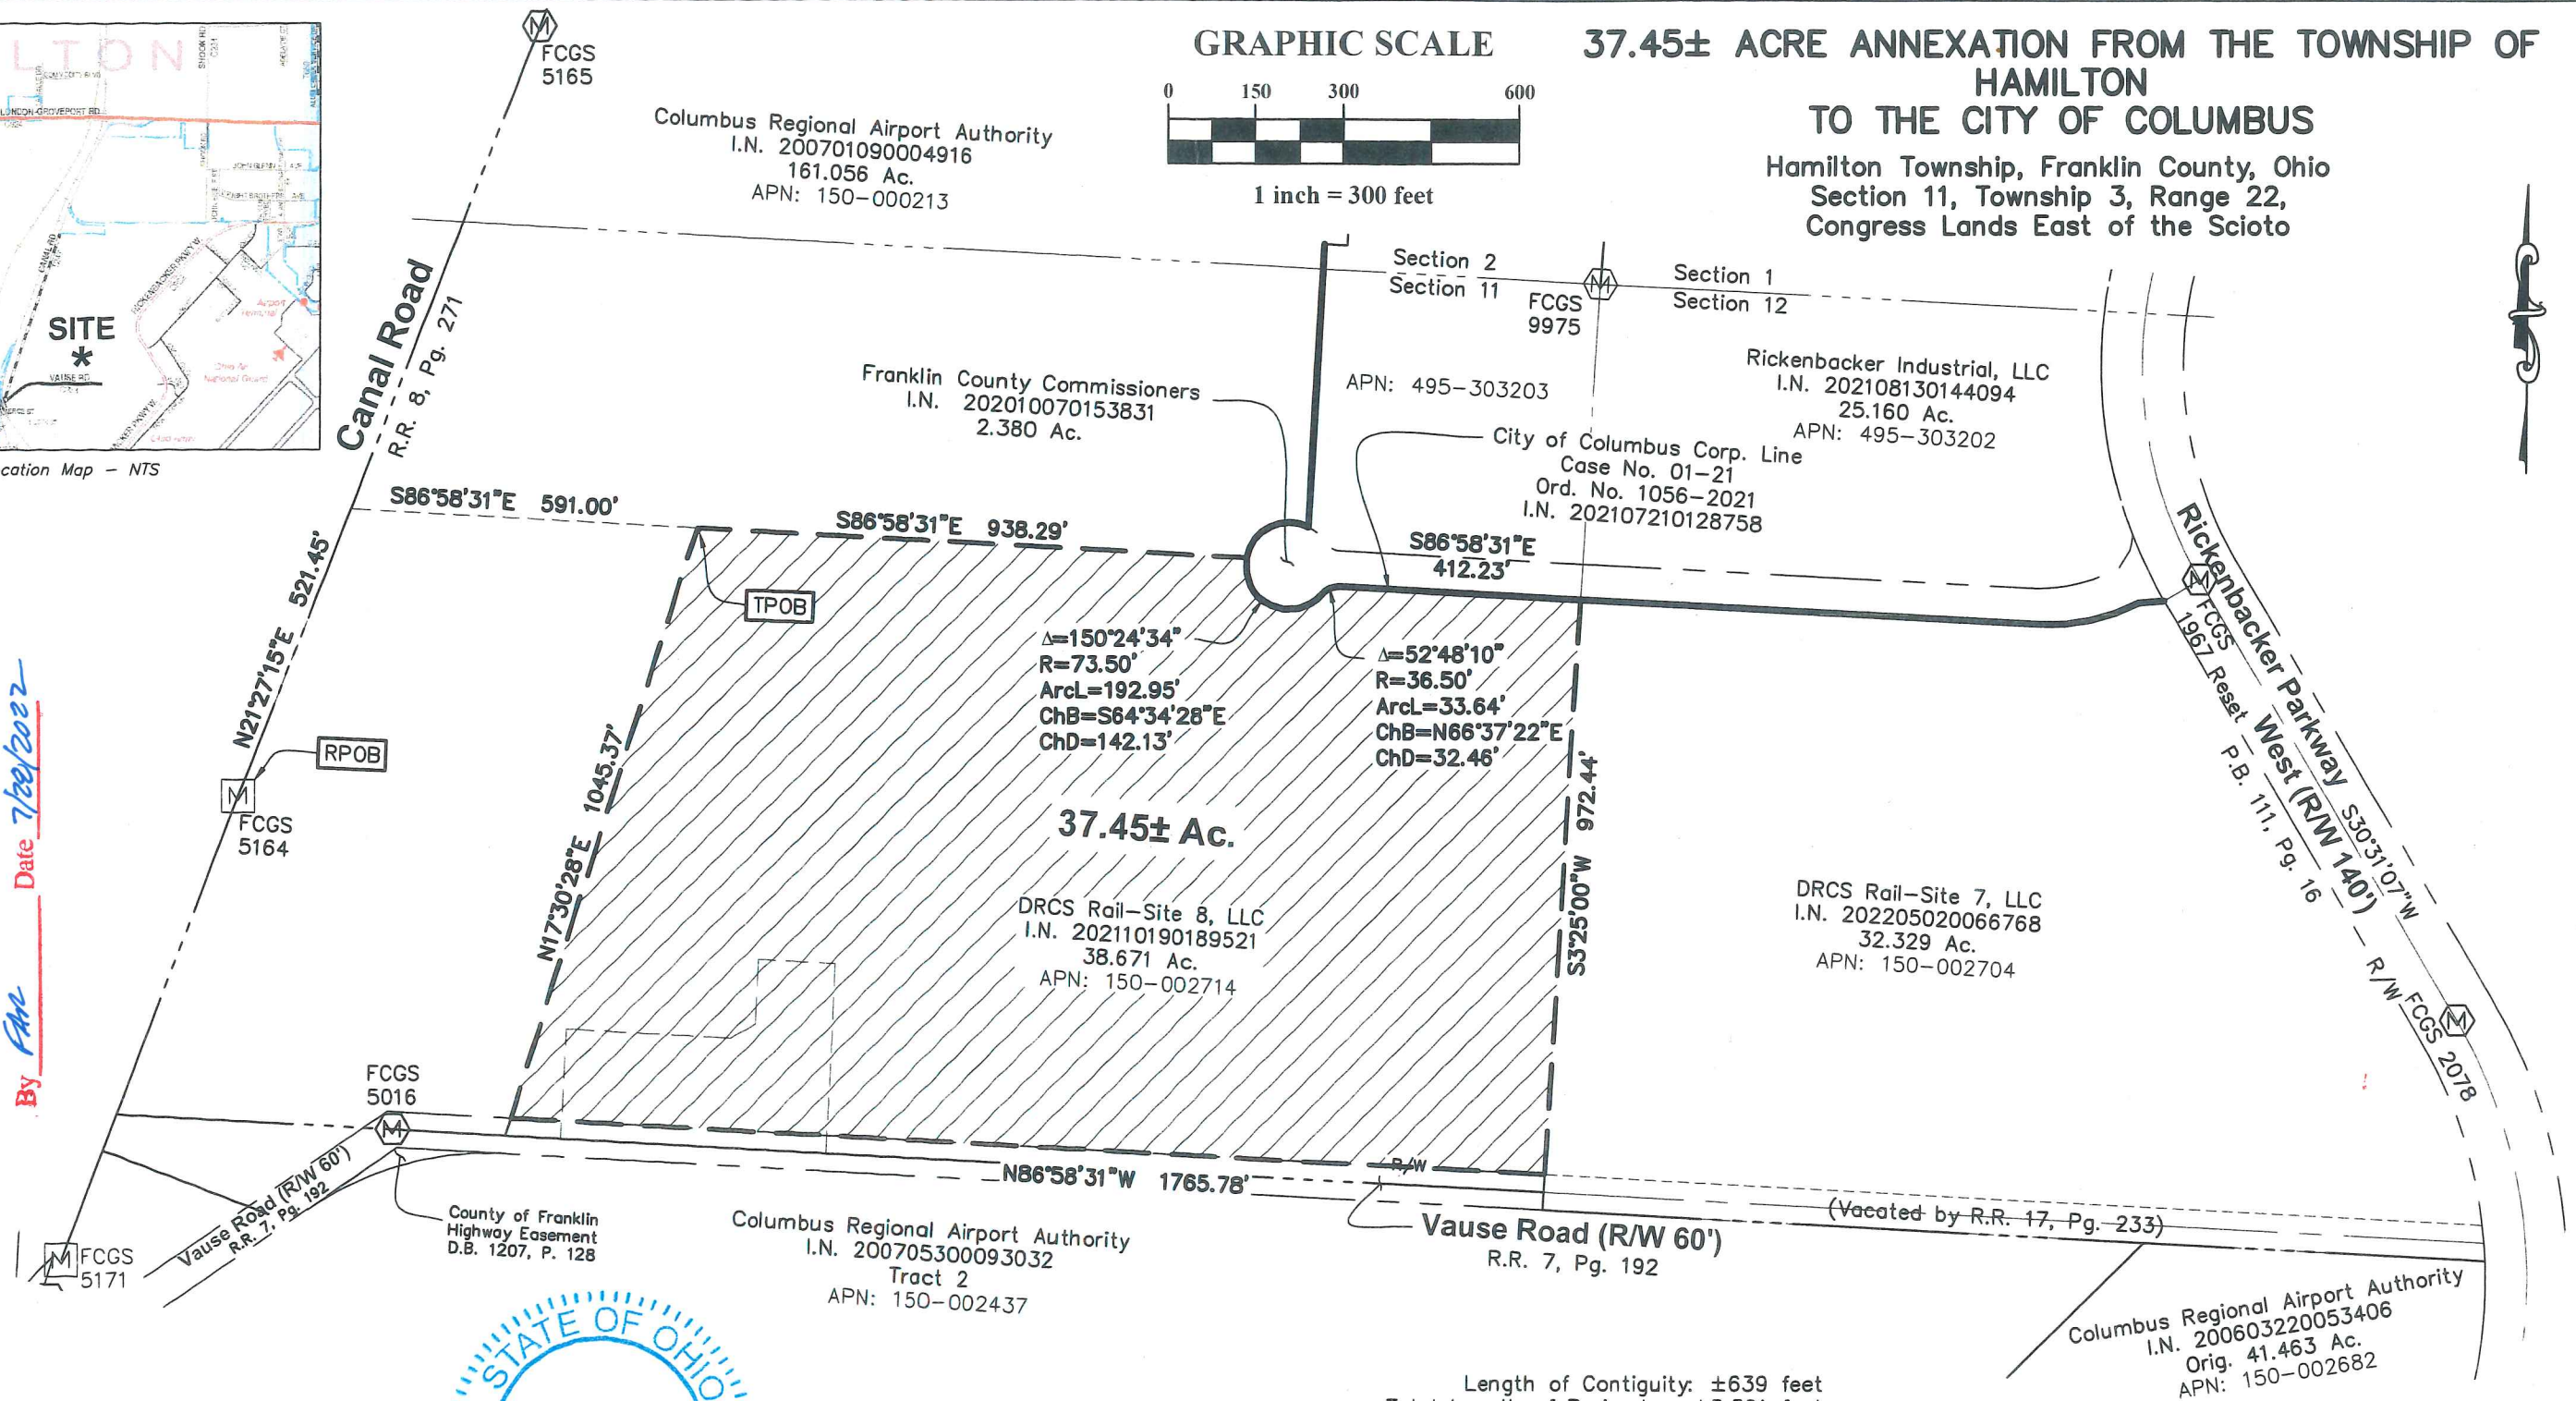 GRAPHIC SCALE
0 150 300 600
1 inch = 300 feet
37.45± ACRE ANNEXATION FROM THE TOWNSHIP OF
HAMILTON
TO THE CITY OF COLUMBUS
Hamilton Township, Franklin County, Ohio
Section 11, Township 3, Range 22,
Congress Lands East of the Scioto
LTON
LONDON-GROVEPORT RD
SHOOK RD
CANAL RD
SITE
*
VAUSE RD
cation Map - NTS
FCGS
5165
Columbus Regional Airport Authority
I.N. 200701090004916
161.056 Ac.
APN: 150-000213
Canal Road
R.R. 8, Pg. 271
Section 2
Section 11
Section 1
Section 12
FCGS
9975
Franklin County Commissioners
I.N. 202010070153831
2.380 Ac.
APN: 495-303203
Rickenbacker Industrial, LLC
I.N. 202108130144094
25.160 Ac.
APN: 495-303202
City of Columbus Corp. Line
Case No. 01-21
Ord. No. 1056-2021
I.N. 202107210128758
S86°58'31"E 591.00'
S86°58'31"E 938.29'
S86°58'31"E
412.23'
N21°27'15"E 521.45'
TPOB
RPOB
M
FCGS
5164
Δ=150°24'34"
R=73.50'
ArcL=192.95'
ChB=S64°34'28"E
ChD=142.13'
Δ=52°48'10"
R=36.50'
ArcL=33.64'
ChB=N66°37'22"E
ChD=32.46'
N17°30'28"E 1045.37'
S3°25'00"W 972.44'
37.45± Ac.
DRCS Rail-Site 8, LLC
I.N. 202110190189521
38.671 Ac.
APN: 150-002714
DRCS Rail-Site 7, LLC
I.N. 202205020066768
32.329 Ac.
APN: 150-002704
Rickenbacker Parkway West (R/W 140')
P.B. 111, Pg. 16
S30°31'07"W
FCGS
1967 Reset
R/W
FCGS 2078
By Date 7/28/2022
FCGS
5016
N86°58'31"W 1765.78'
R/W
Vause Road (R/W 60')
R.R. 7, Pg. 192
County of Franklin
Highway Easement
D.B. 1207, P. 128
Columbus Regional Airport Authority
I.N. 200705300093032
Tract 2
APN: 150-002437
Vause Road (R/W 60')
R.R. 7, Pg. 192
(Vacated by R.R. 17, Pg. 233)
Columbus Regional Airport Authority
I.N. 200603220053406
Orig. 41.463 Ac.
APN: 150-002682
M FCGS
5171
STATE OF OHIO
Length of Contiguity: ±639 feet